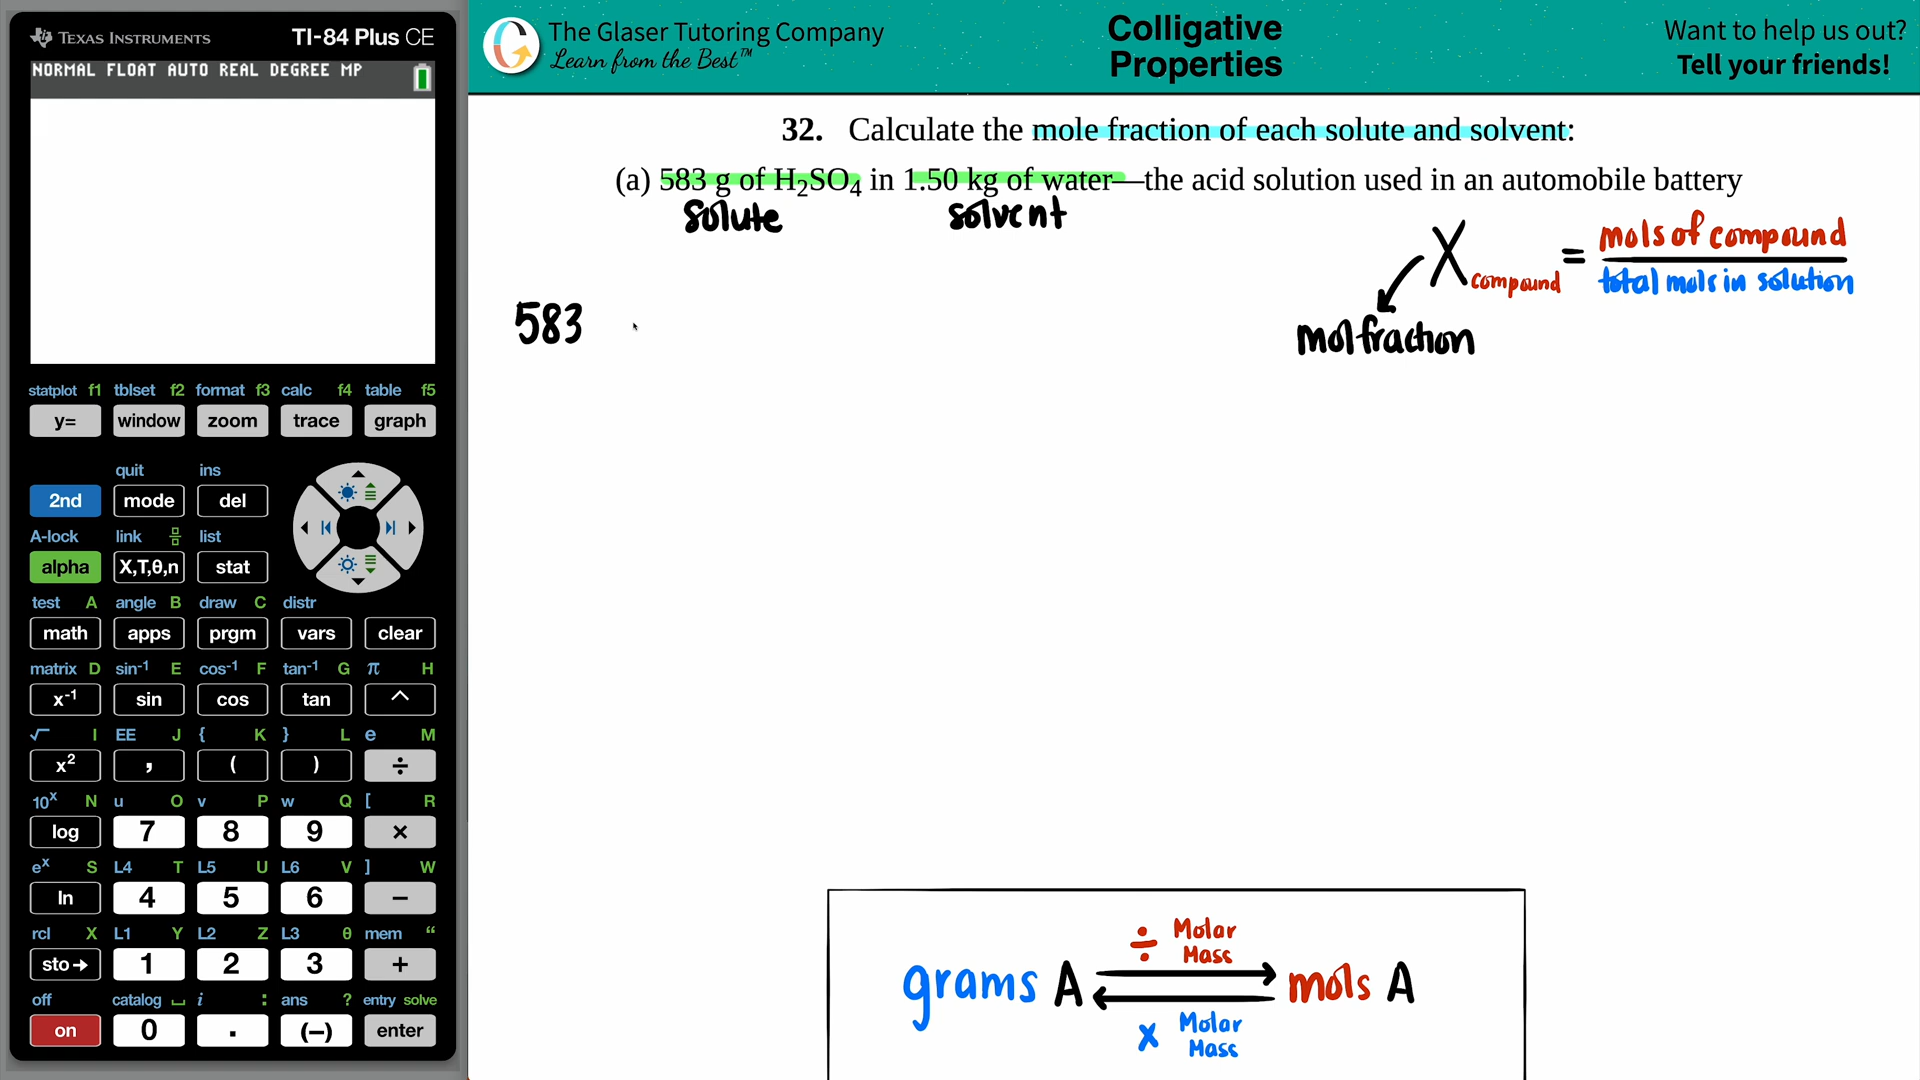 TEXAS INSTRUMENTS TI-84 Plus CE
NORMAL FLOAT AUTO REAL DEGREE MP
statplot f1 tblset f2 format f3 calc f4 table f5
y= window zoom trace graph
quit ins
2nd mode del
A-lock link list
alpha X,T,θ,n stat
test A angle B draw C distr
math apps prgm vars clear
matrix D sin-1 E cos-1 F tan-1 G π H
x-1 sin cos tan ^
√ I EE J { K } L e M
x2 , ( ) ÷
10x N u O v P w Q [ R
log 7 8 9 ×
ex S L4 T L5 U L6 V ] W
ln 4 5 6 −
rcl X L1 Y L2 Z L3 θ mem “
sto→ 1 2 3 +
off catalog ⎵ i : ans ? entry solve
on 0 . (−) enter
The Glaser Tutoring Company
Learn from the Best™
Colligative
Properties
Want to help us out?
Tell your friends!
32. Calculate the mole fraction of each solute and solvent:
(a) 583 g of H2SO4 in 1.50 kg of water—the acid solution used in an automobile battery
solute solvent
X compound = mols of compound
total mols in solution
mol fraction
583
÷ Molar
Mass
grams A mols A
x Molar
Mass